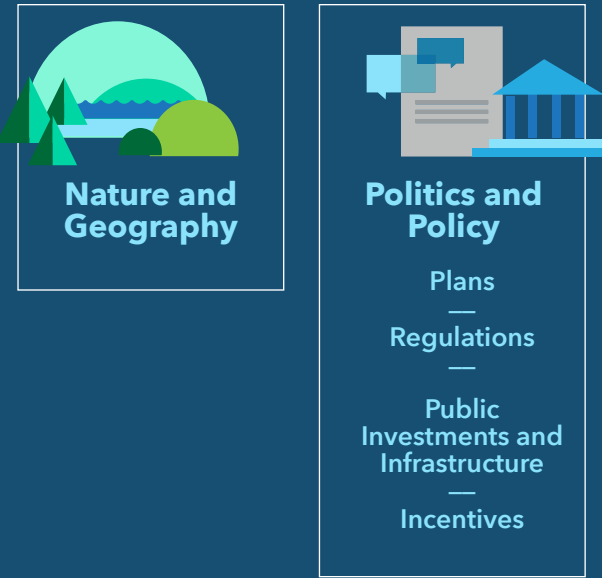 Nature and
Geography
Politics and
Policy
Plans
Regulations
Public
Investments and
Infrastructure
Incentives